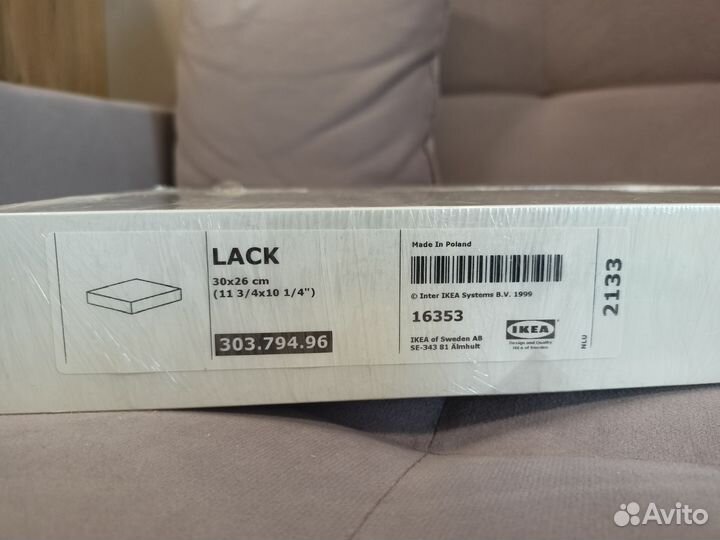 LACK
30x26 cm
(11 3/4x10 1/4")
303.794.96
Made In Poland
© Inter IKEA Systems B.V. 1999
16353
IKEA of Sweden AB
SE-343 81 Älmhult
IKEA
Design and Quality
IKEA of Sweden
NLU
2133
Avito